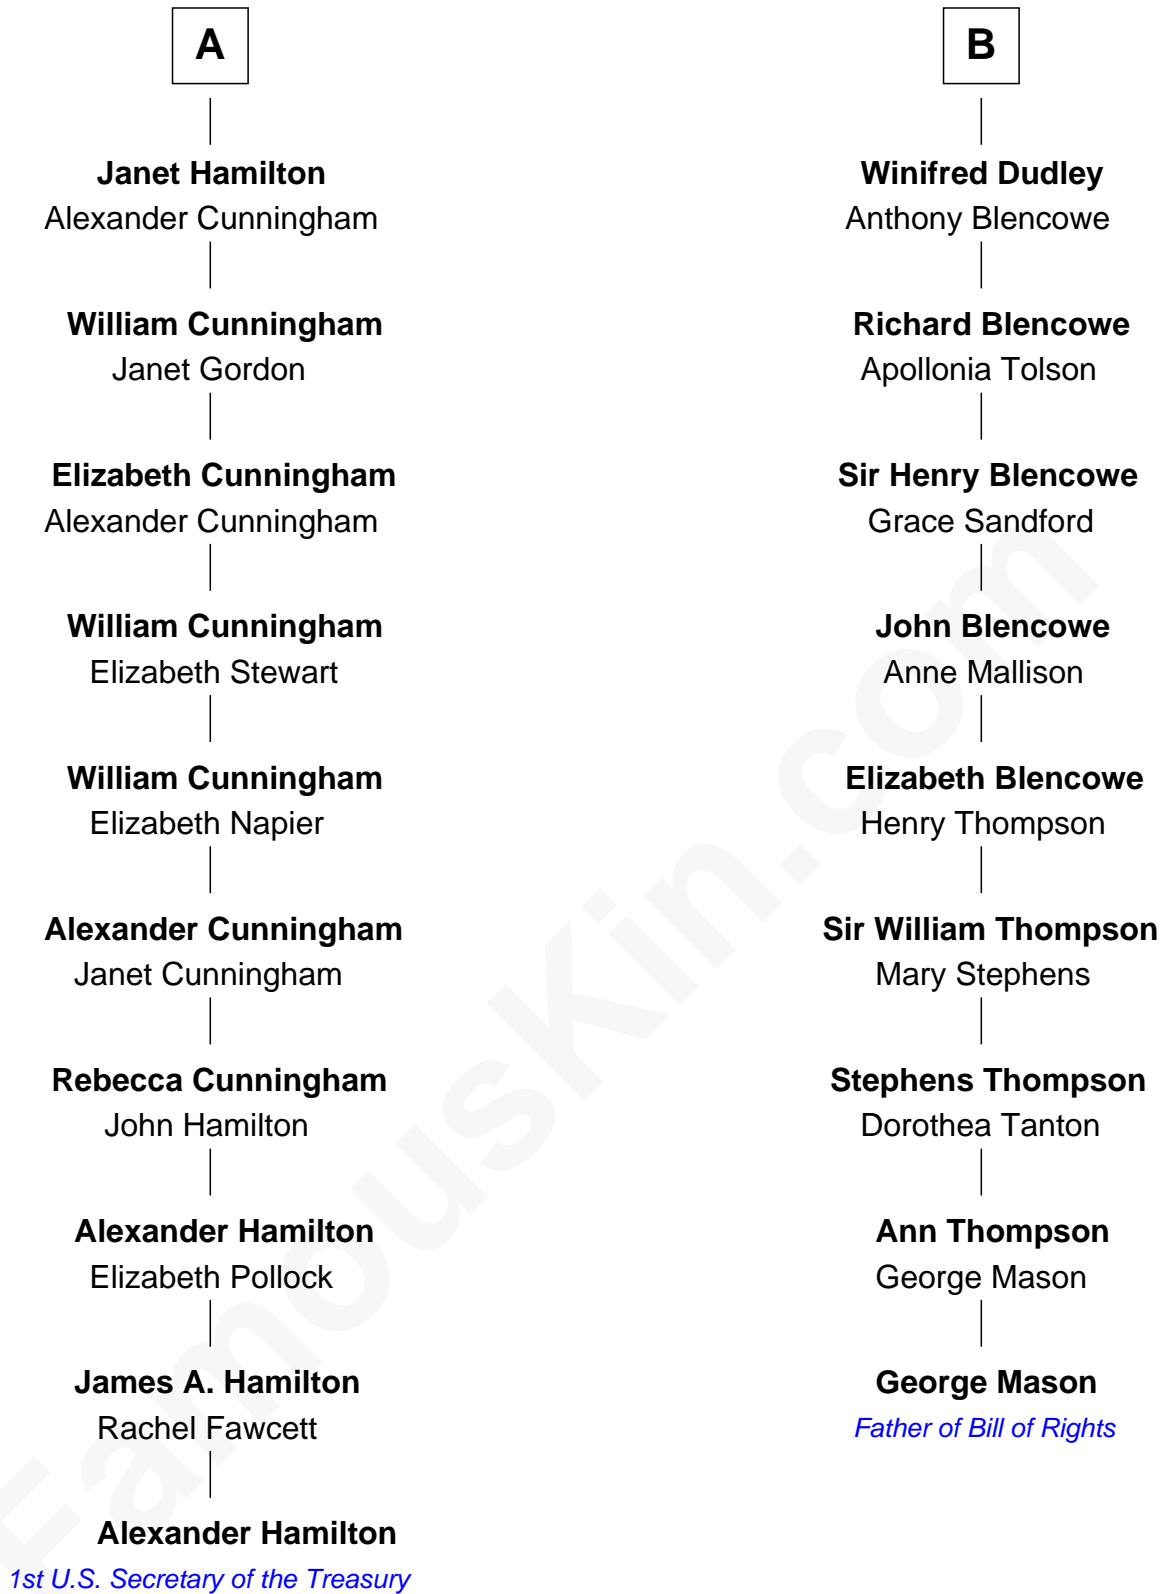 A
Janet Hamilton
Alexander Cunningham
William Cunningham
Janet Gordon
Elizabeth Cunningham
Alexander Cunningham
William Cunningham
Elizabeth Stewart
William Cunningham
Elizabeth Napier
Alexander Cunningham
Janet Cunningham
Rebecca Cunningham
John Hamilton
Alexander Hamilton
Elizabeth Pollock
James A. Hamilton
Rachel Fawcett
Alexander Hamilton
1st U.S. Secretary of the Treasury
B
Winifred Dudley
Anthony Blencowe
Richard Blencowe
Apollonia Tolson
Sir Henry Blencowe
Grace Sandford
John Blencowe
Anne Mallison
Elizabeth Blencowe
Henry Thompson
Sir William Thompson
Mary Stephens
Stephens Thompson
Dorothea Tanton
Ann Thompson
George Mason
George Mason
Father of Bill of Rights
FamousKin.com